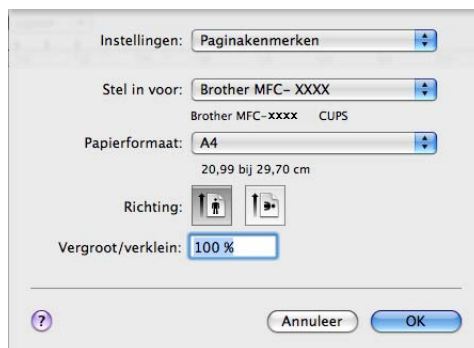 Instellingen: Paginakenmerken
Stel in voor: Brother MFC- XXXX
Brother MFC-xxxx CUPS
Papierformaat: A4
20,99 bij 29,70 cm
Richting:
Vergroot/verklein: 100 %
? Annuleer OK